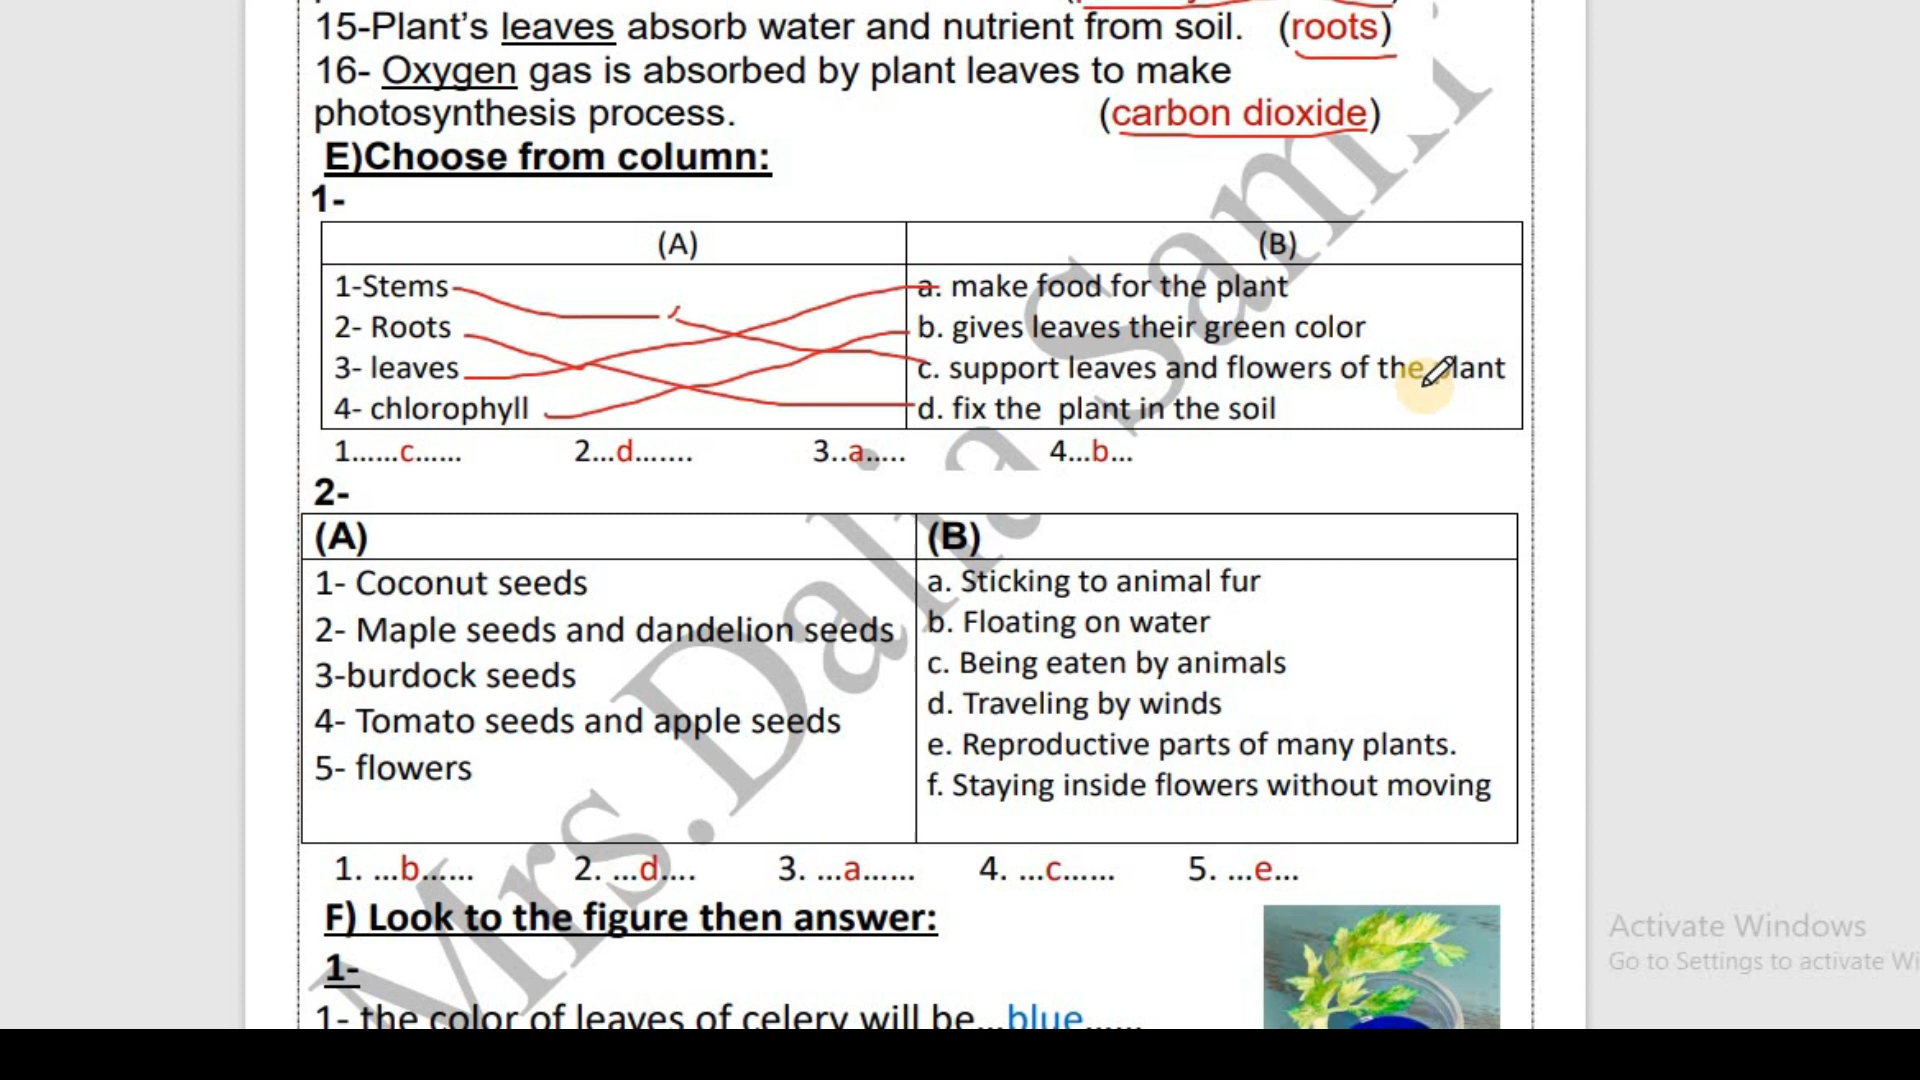 15-Plant’s leaves absorb water and nutrient from soil. (roots)
16- Oxygen gas is absorbed by plant leaves to make
photosynthesis process. (carbon dioxide)
E)Choose from column:
1-
(A) (B)
1-Stems a. make food for the plant
2- Roots b. gives leaves their green color
3- leaves c. support leaves and flowers of the plant
4- chlorophyll d. fix the plant in the soil
1......c...... 2...d....... 3..a..... 4...b...
2-
(A) (B)
1- Coconut seeds a. Sticking to animal fur
2- Maple seeds and dandelion seeds b. Floating on water
3-burdock seeds c. Being eaten by animals
4- Tomato seeds and apple seeds d. Traveling by winds
5- flowers e. Reproductive parts of many plants.
f. Staying inside flowers without moving
1. ...b...... 2. ...d.... 3. ...a...... 4. ...c...... 5. ...e...
F) Look to the figure then answer:
1-
1- the color of leaves of celery will be...blue......
Mrs.Dalia Sami
Activate Windows
Go to Settings to activate Wi